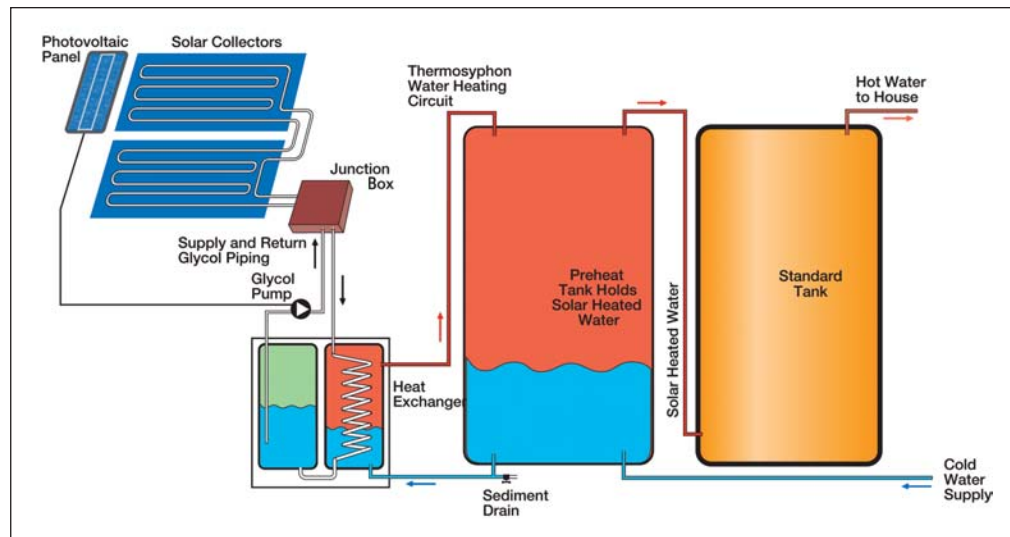 Photovoltaic
Panel
Solar Collectors
Thermosyphon
Water Heating
Circuit
Hot Water
to House
Junction
Box
Supply and Return
Glycol Piping
Glycol
Pump
Preheat
Tank Holds
Solar Heated
Water
Standard
Tank
Solar Heated Water
Heat
Exchanger
Sediment
Drain
Cold
Water
Supply